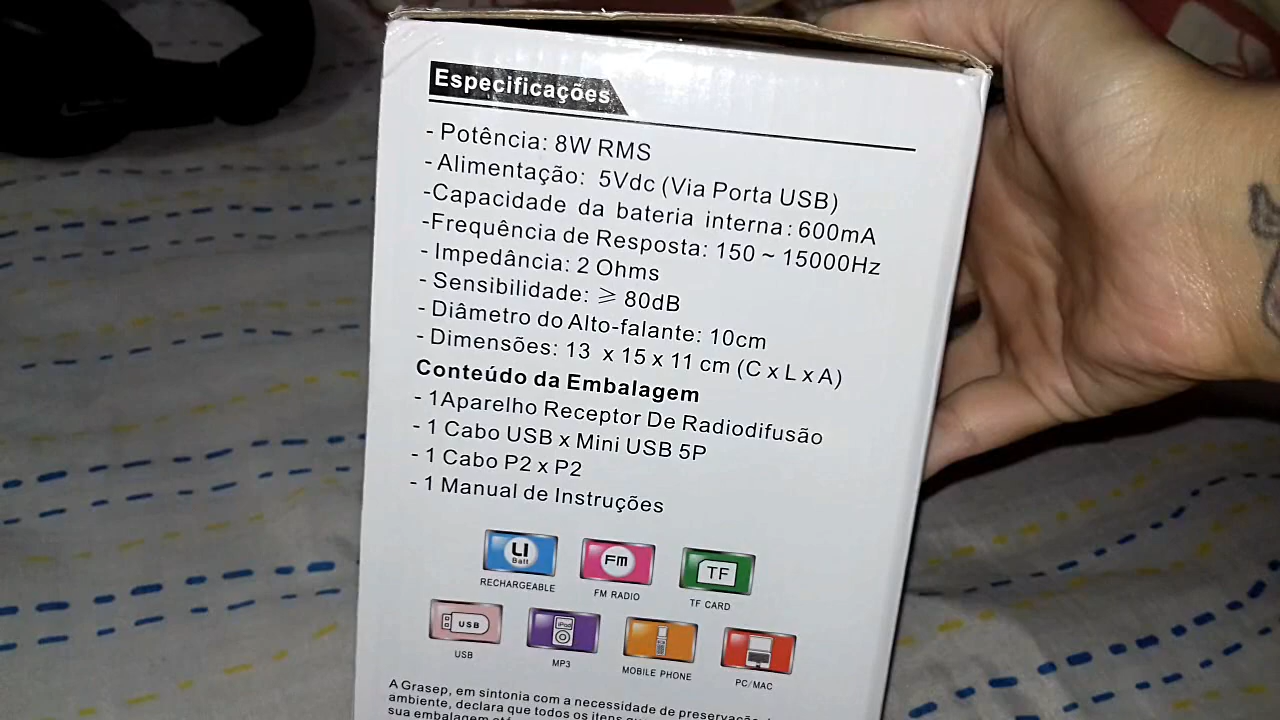 Especificações
- Potência: 8W RMS
- Alimentação: 5Vdc (Via Porta USB)
-Capacidade da bateria interna: 600mA
-Frequência de Resposta: 150 ~ 15000Hz
- Impedância: 2 Ohms
- Sensibilidade: ≥ 80dB
- Diâmetro do Alto-falante: 10cm
- Dimensões: 13 x 15 x 11 cm (C x L x A)
Conteúdo da Embalagem
- 1Aparelho Receptor De Radiodifusão
- 1 Cabo USB x Mini USB 5P
- 1 Cabo P2 x P2
- 1 Manual de Instruções
LI Batt FM TF
RECHARGEABLE FM RADIO TF CARD
USB iPod
USB MP3 MOBILE PHONE PC/MAC
A Grasep, em sintonia com a necessidade de preservação
ambiente, declara que todos os itens
sua embalagem